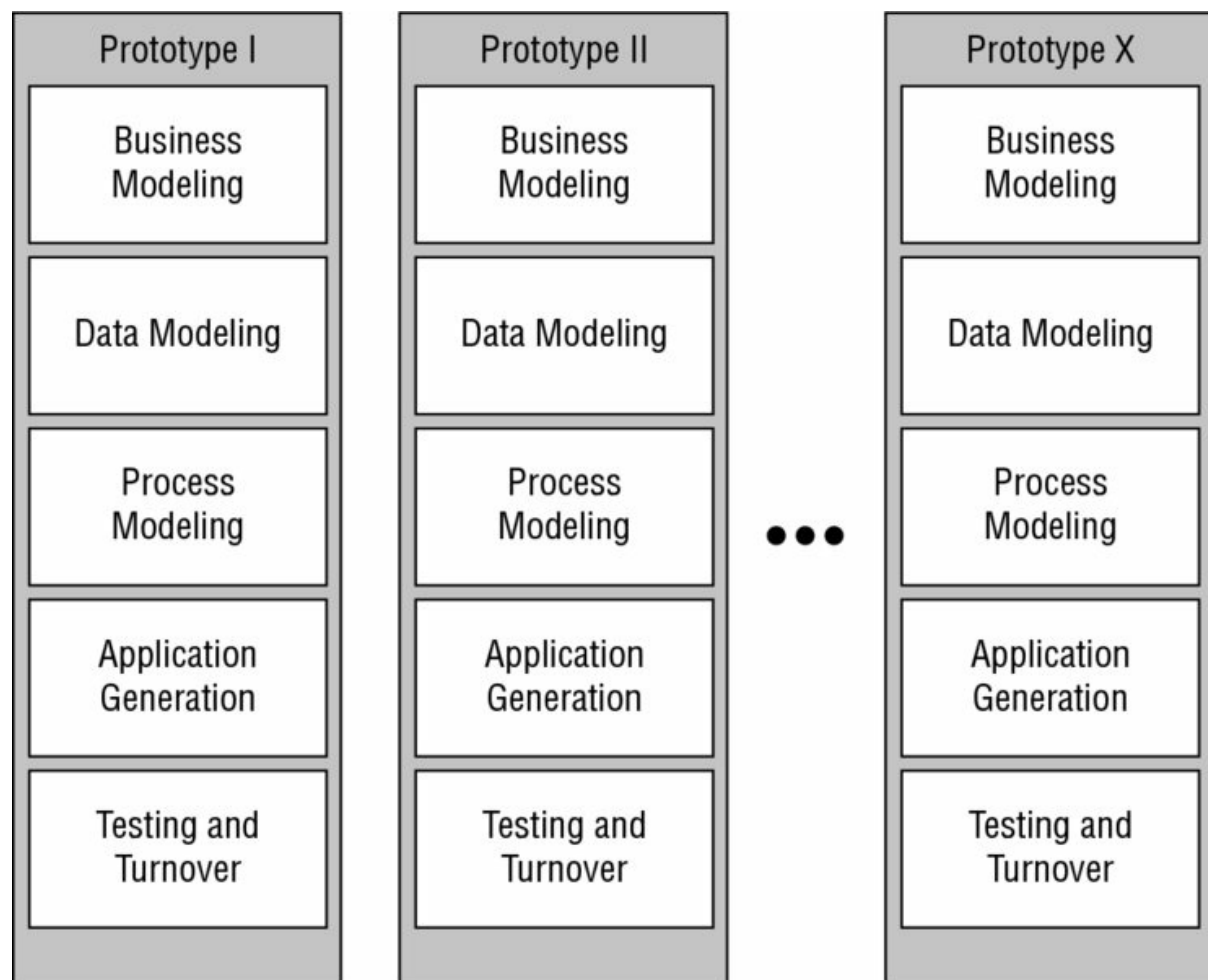 Prototype I
Business
Modeling
Data Modeling
Process
Modeling
Application
Generation
Testing and
Turnover
Prototype II
Business
Modeling
Data Modeling
Process
Modeling
Application
Generation
Testing and
Turnover
•••
Prototype X
Business
Modeling
Data Modeling
Process
Modeling
Application
Generation
Testing and
Turnover